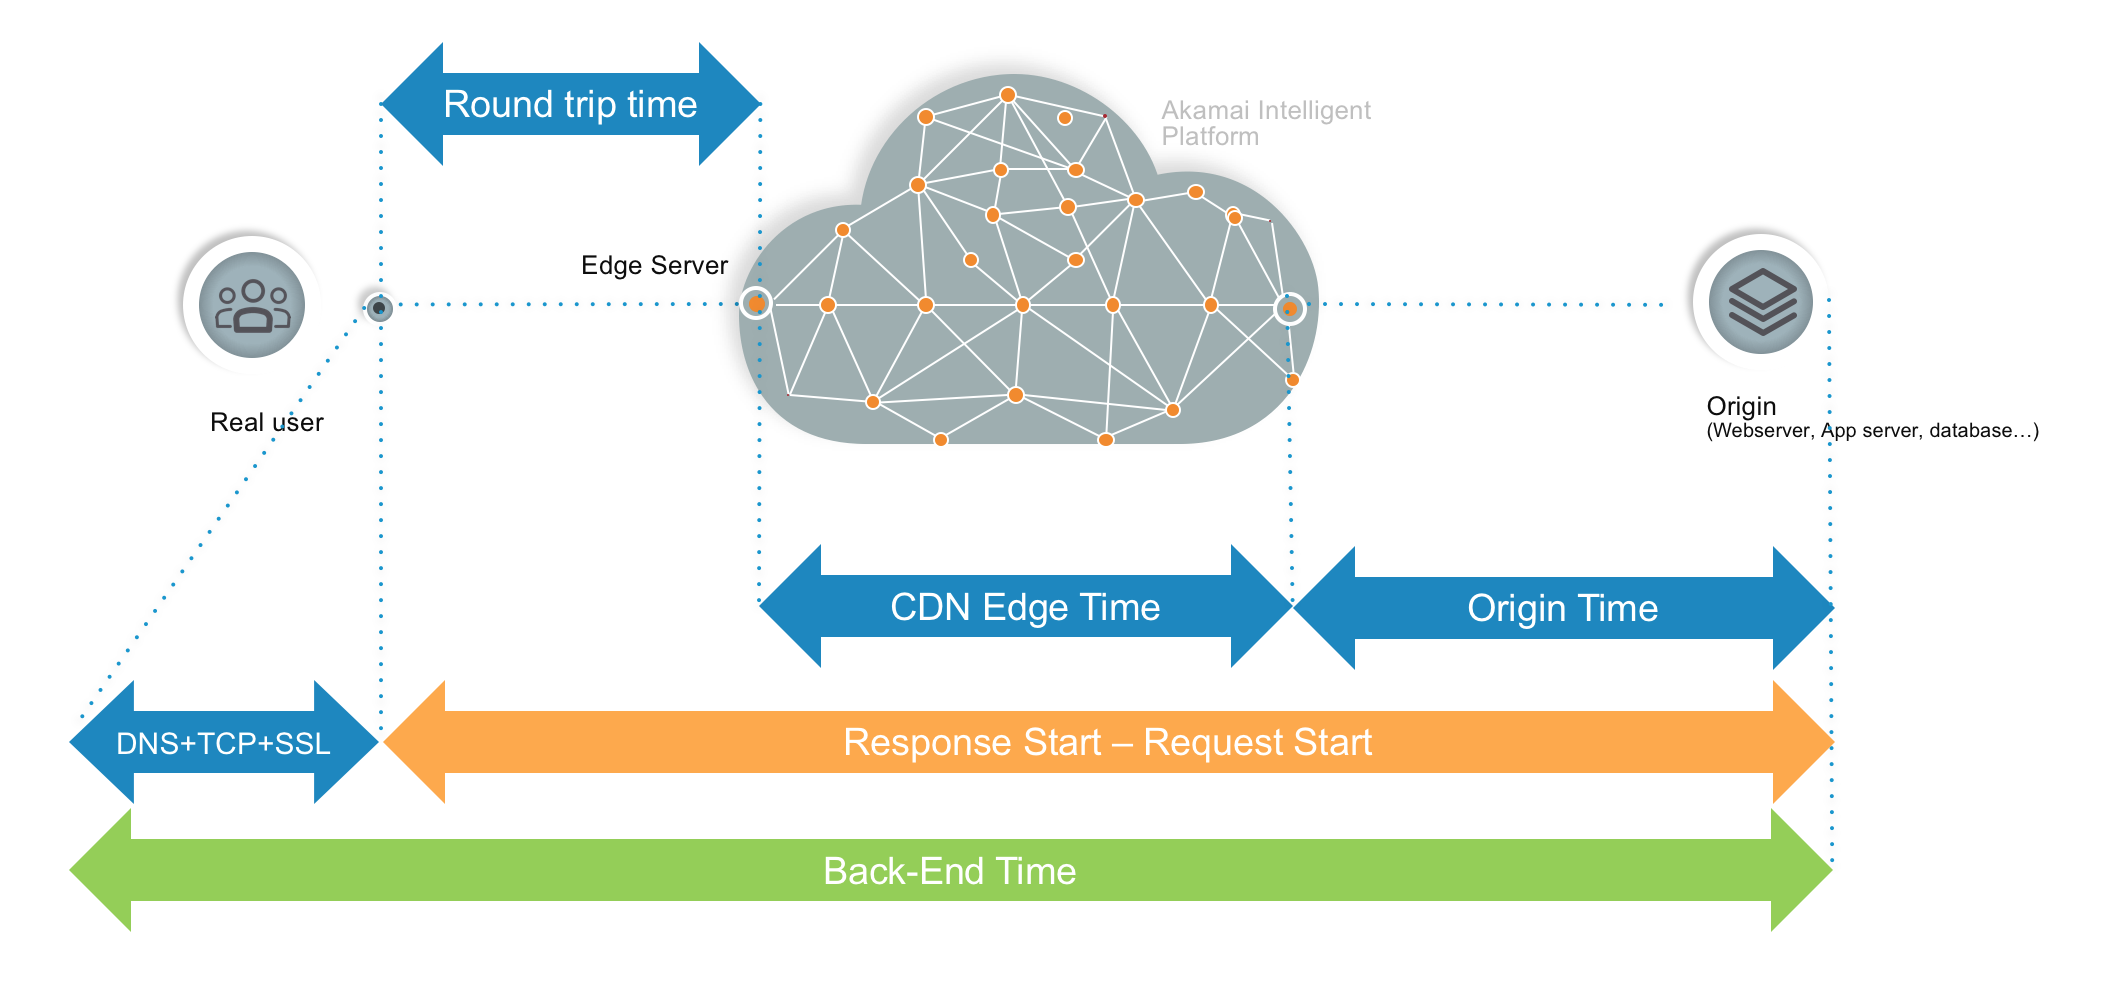 Round trip time
Akamai Intelligent
Platform
Edge Server
Real user
Origin
(Webserver, App server, database…)
CDN Edge Time
Origin Time
DNS+TCP+SSL
Response Start – Request Start
Back-End Time